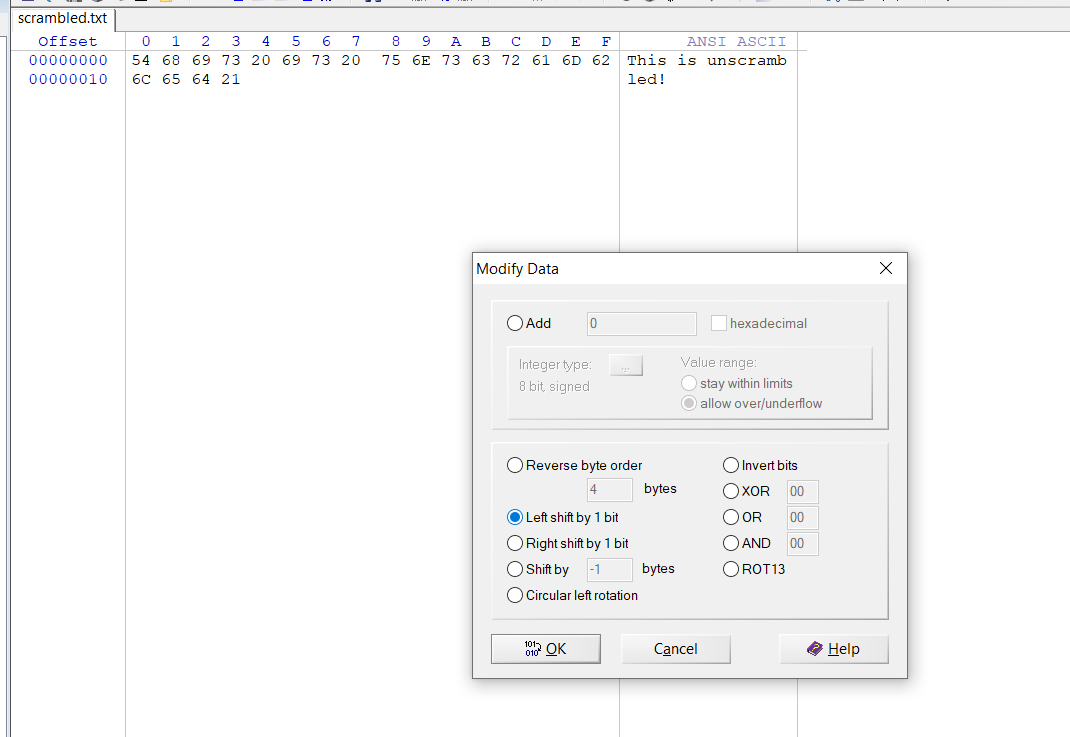 scrambled.txt
Offset 0 1 2 3 4 5 6 7 8 9 A B C D E F ANSI ASCII
00000000 54 68 69 73 20 69 73 20 75 6E 73 63 72 61 6D 62 This is unscramb
00000010 6C 65 64 21 led!
Modify Data
Add 0 hexadecimal
Integer type: ... Value range:
8 bit, signed stay within limits
allow over/underflow
Reverse byte order Invert bits
4 bytes XOR 00
Left shift by 1 bit OR 00
Right shift by 1 bit AND 00
Shift by -1 bytes ROT13
Circular left rotation
OK Cancel Help